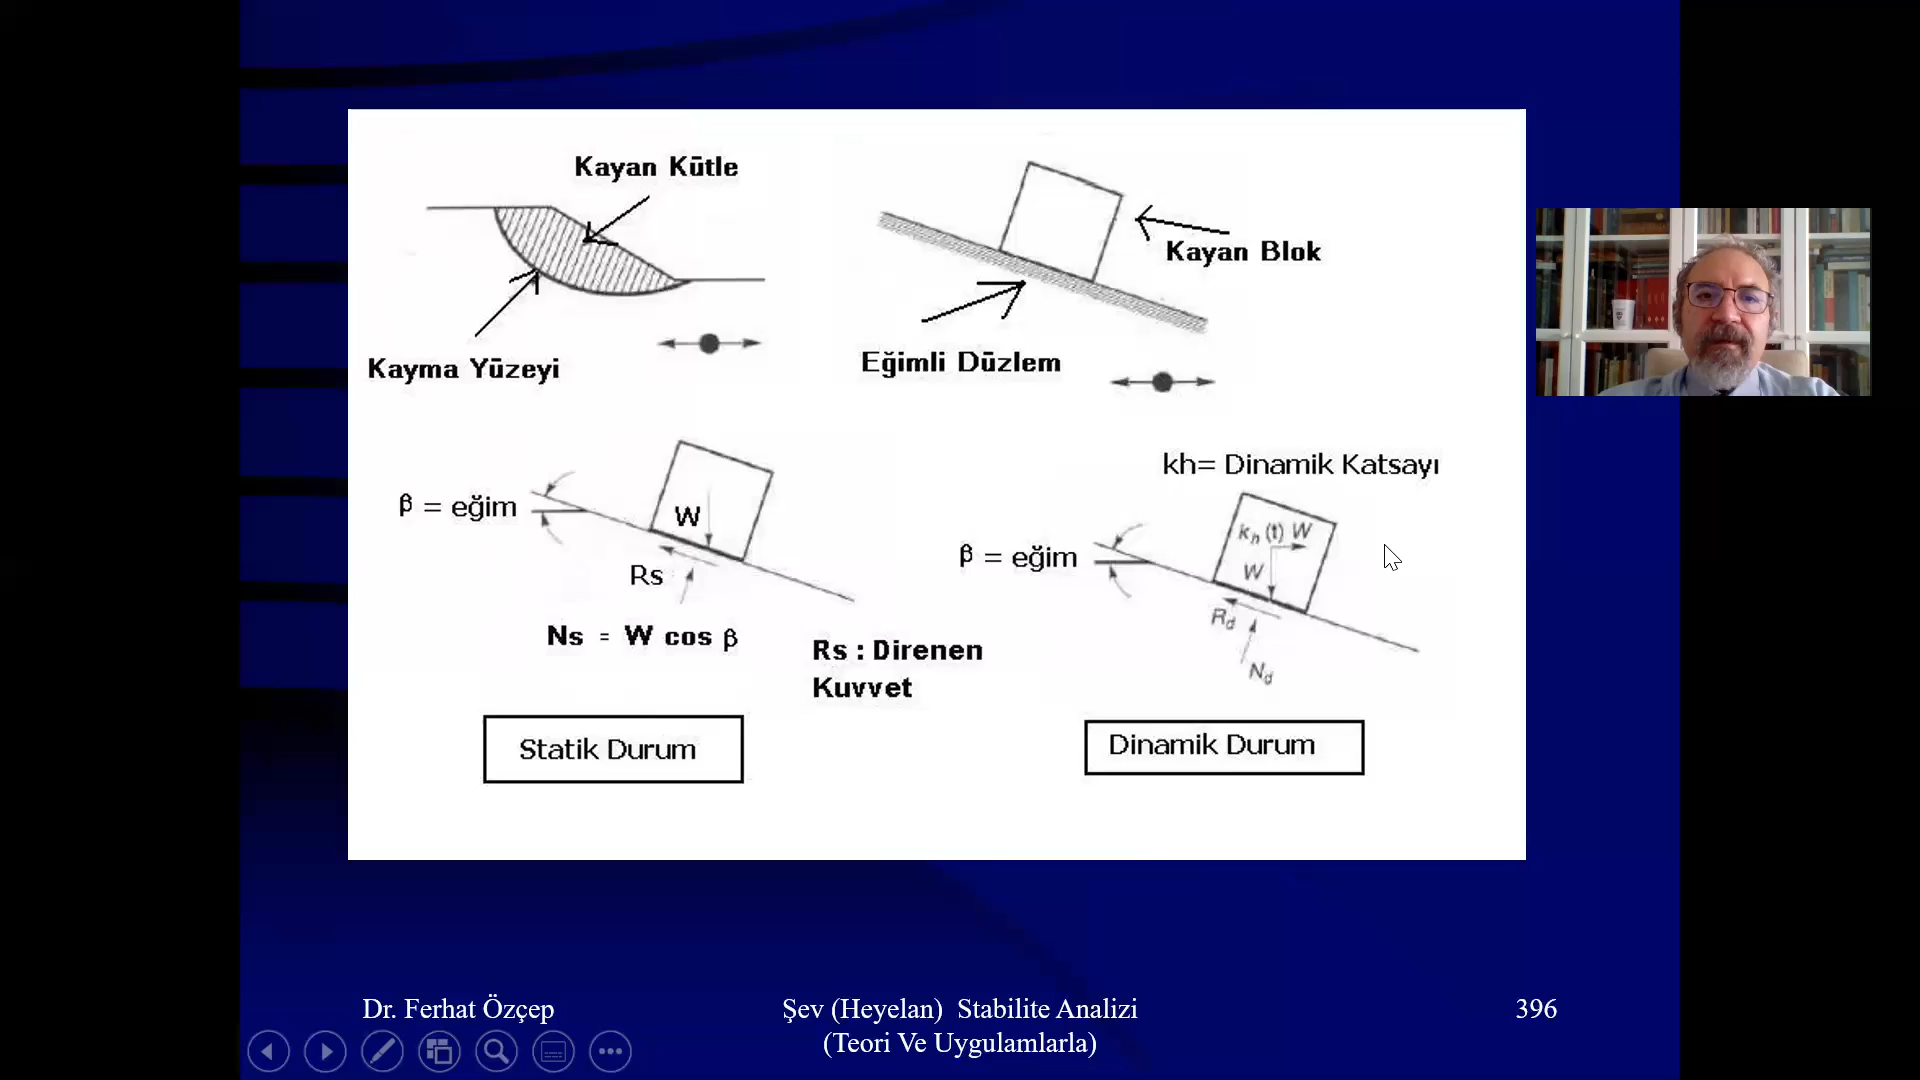 Kayan Kütle
Kayma Yüzeyi
Kayan Blok
Eğimli Düzlem
β = eğim
W
Rs
Ns = W cos β
Rs : Direnen
Kuvvet
Statik Durum
kh= Dinamik Katsayı
β = eğim
kh (t) W
W
Rd
Nd
Dinamik Durum
Dr. Ferhat Özçep
Şev (Heyelan) Stabilite Analizi
(Teori Ve Uygulamlarla)
396